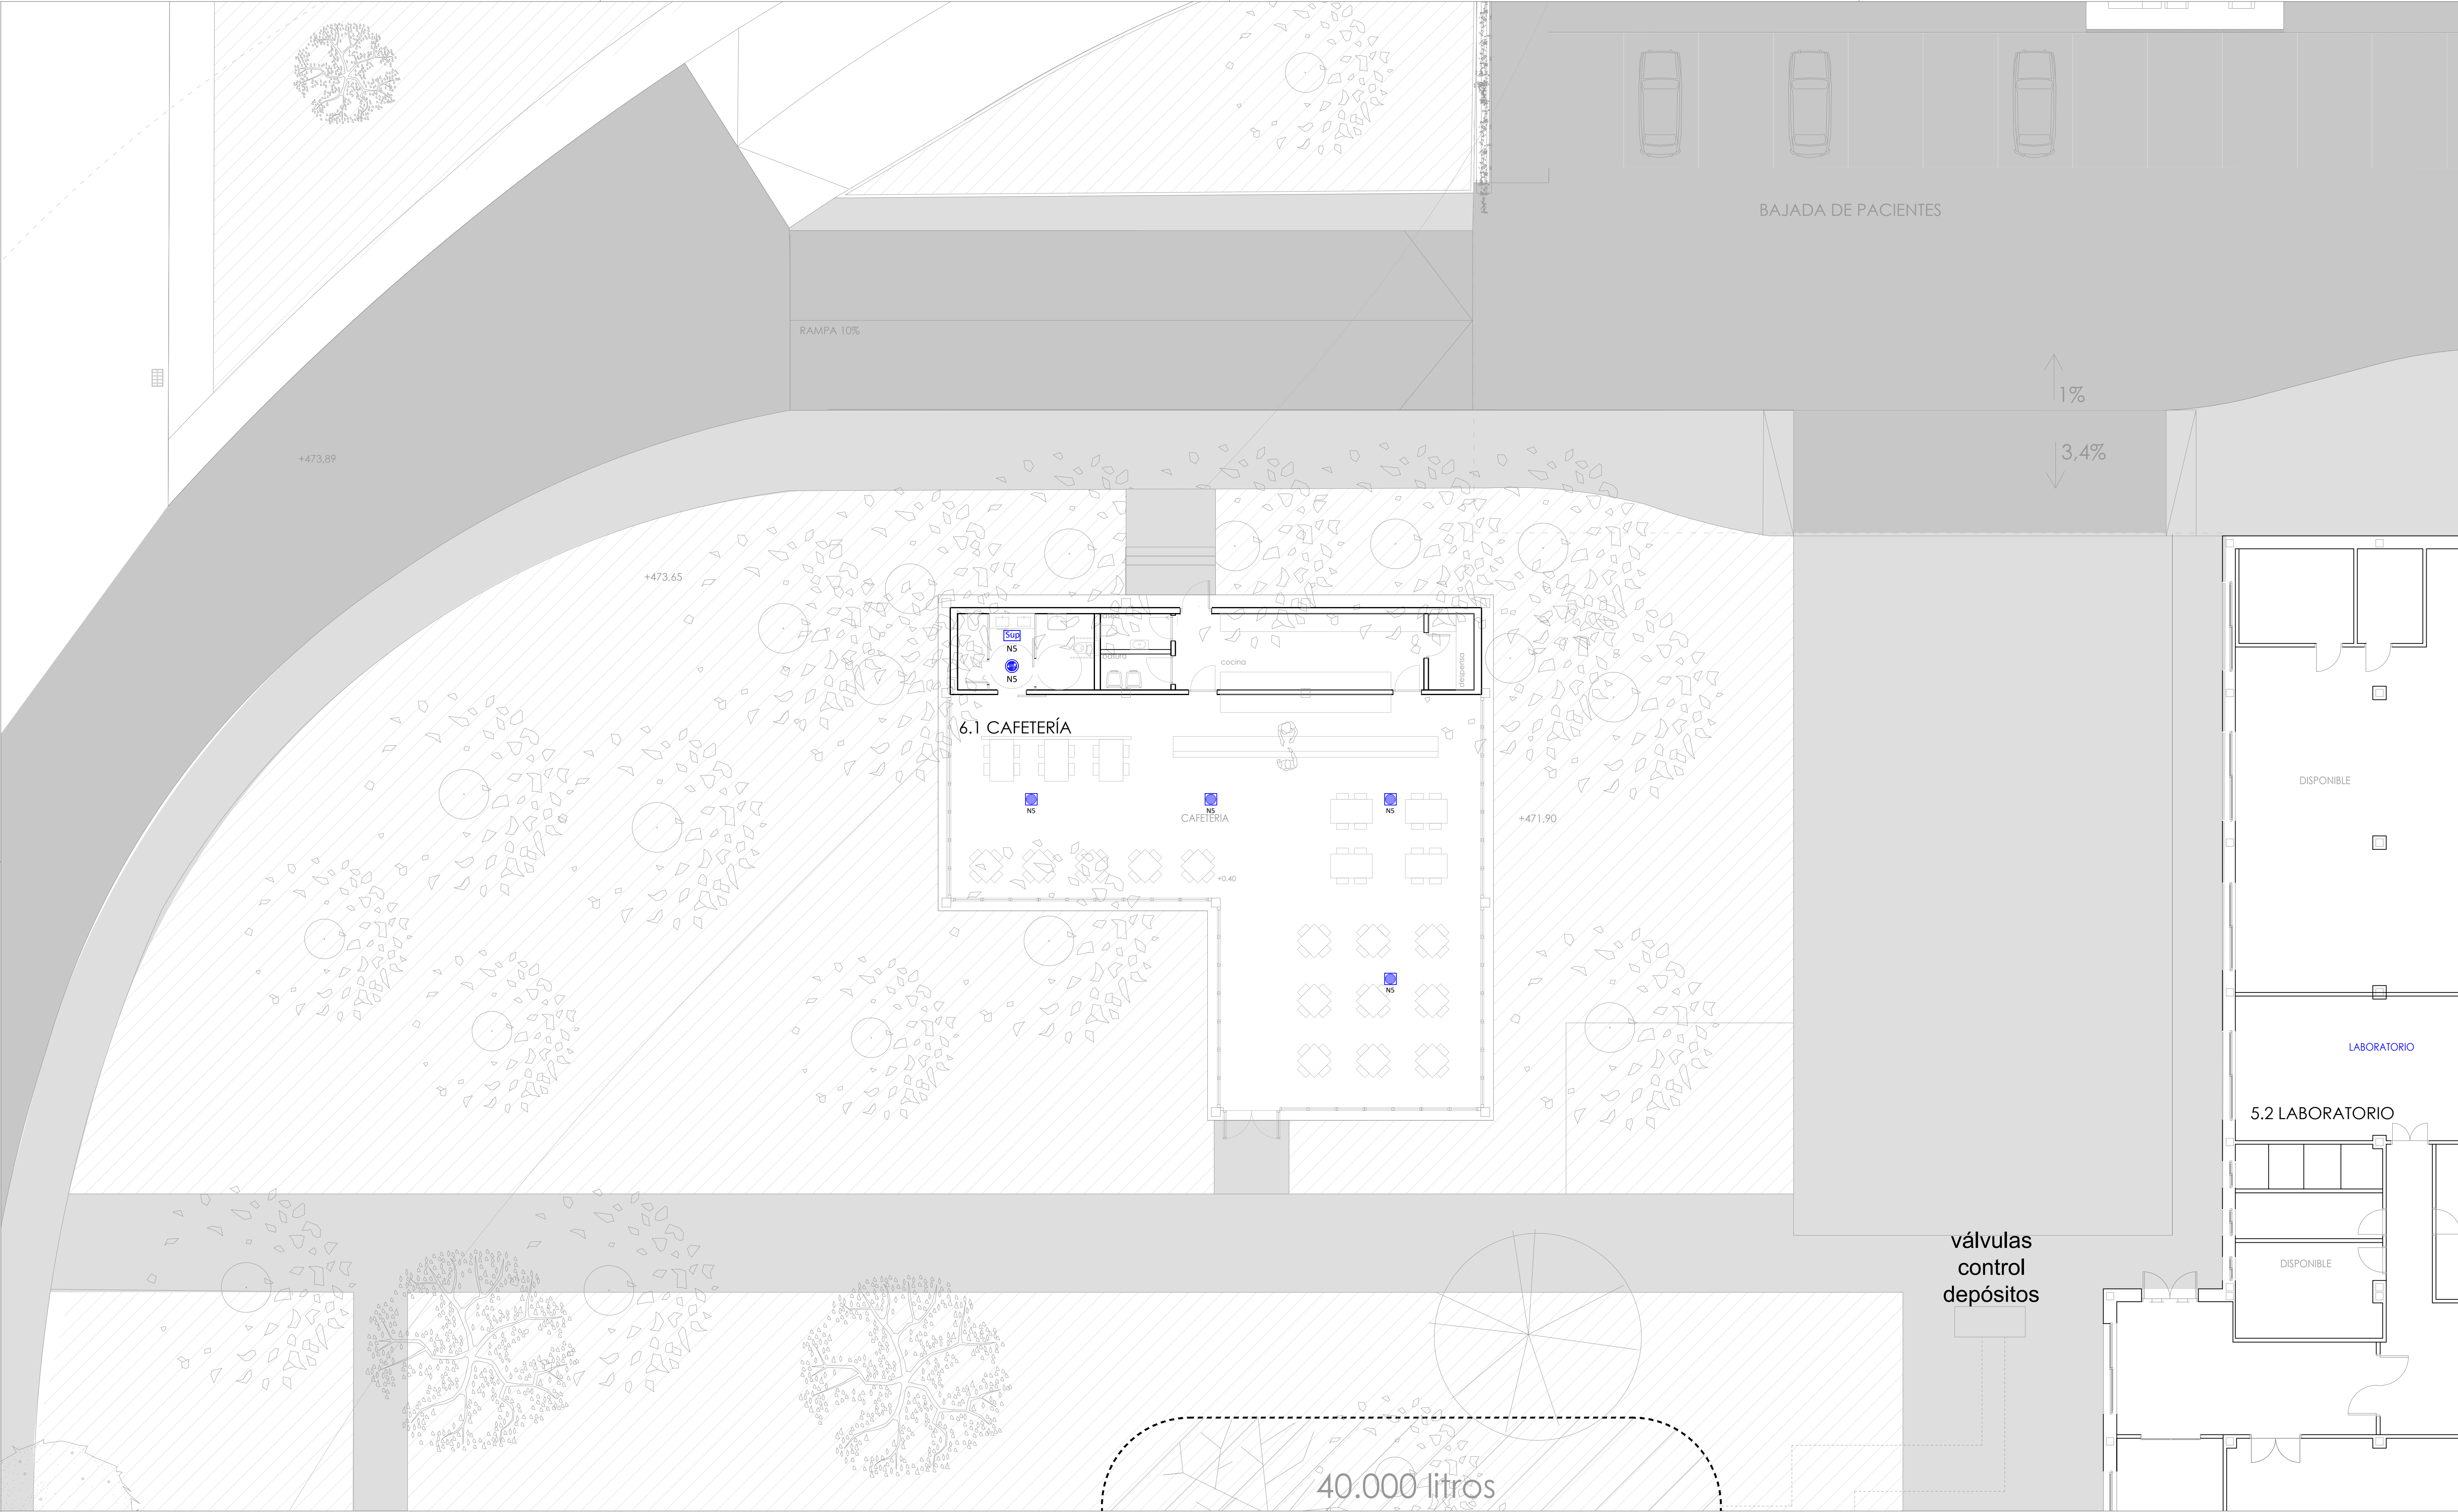 BAJADA DE PACIENTES
RAMPA 10%
1%
3,4%
+473,89
+473,65
Sup
N5
N5
basura
cocina
despensa
6.1 CAFETERÍA
DISPONIBLE
N5
N5
N5
CAFETERIA
+471,90
+0.40
N5
LABORATORIO
5.2 LABORATORIO
válvulas
control
depósitos
DISPONIBLE
40.000 litros